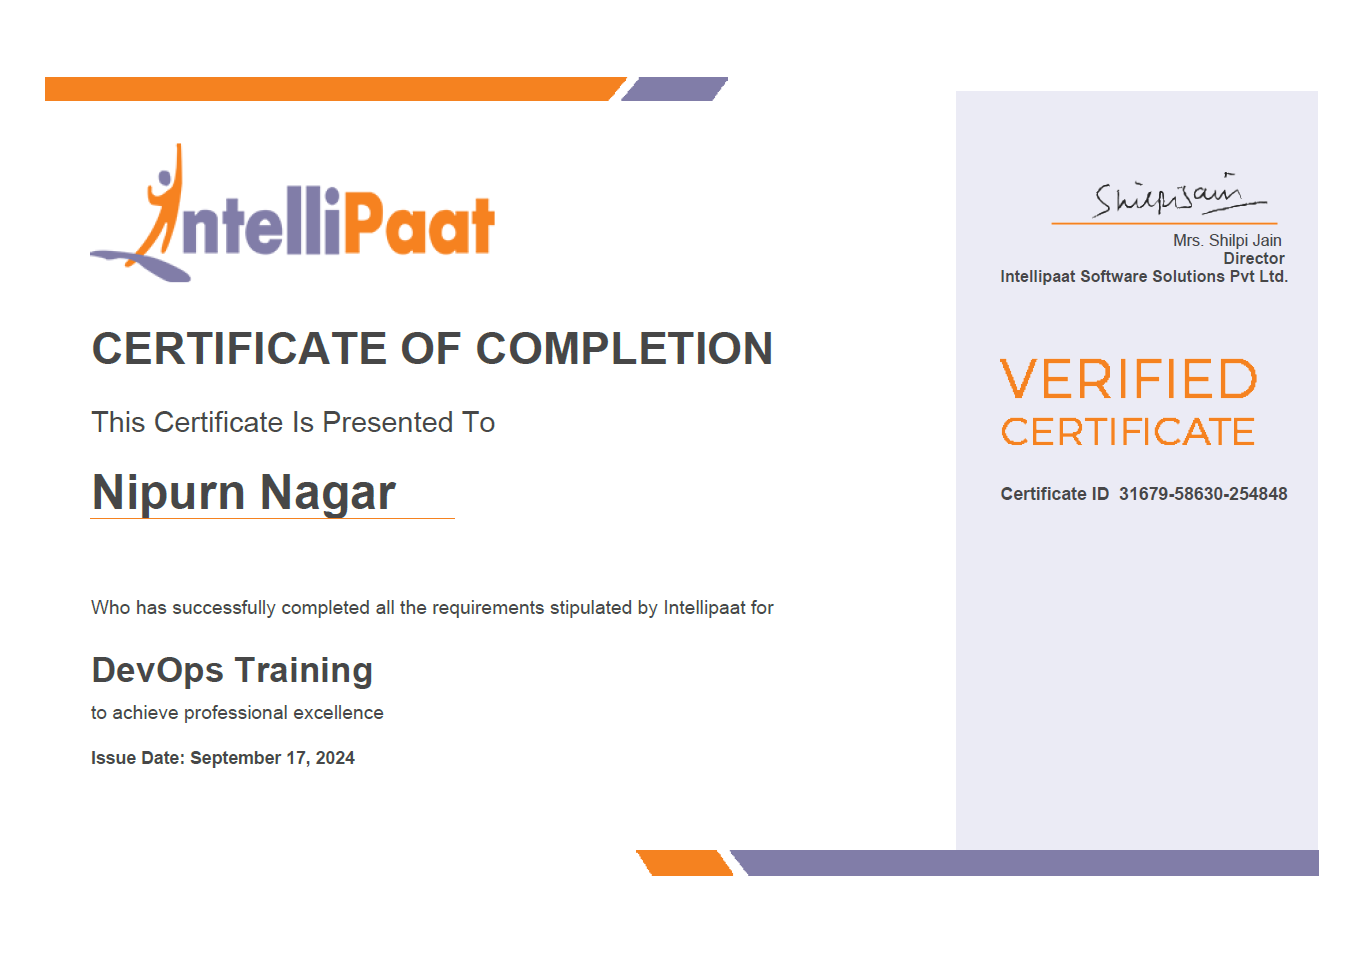 IntelliPaat
CERTIFICATE OF COMPLETION
This Certificate Is Presented To
Nipurn Nagar
Who has successfully completed all the requirements stipulated by Intellipaat for
DevOps Training
to achieve professional excellence
Issue Date: September 17, 2024
Shilpi Jain
Mrs. Shilpi Jain
Director
Intellipaat Software Solutions Pvt Ltd.
VERIFIED
CERTIFICATE
Certificate ID 31679-58630-254848